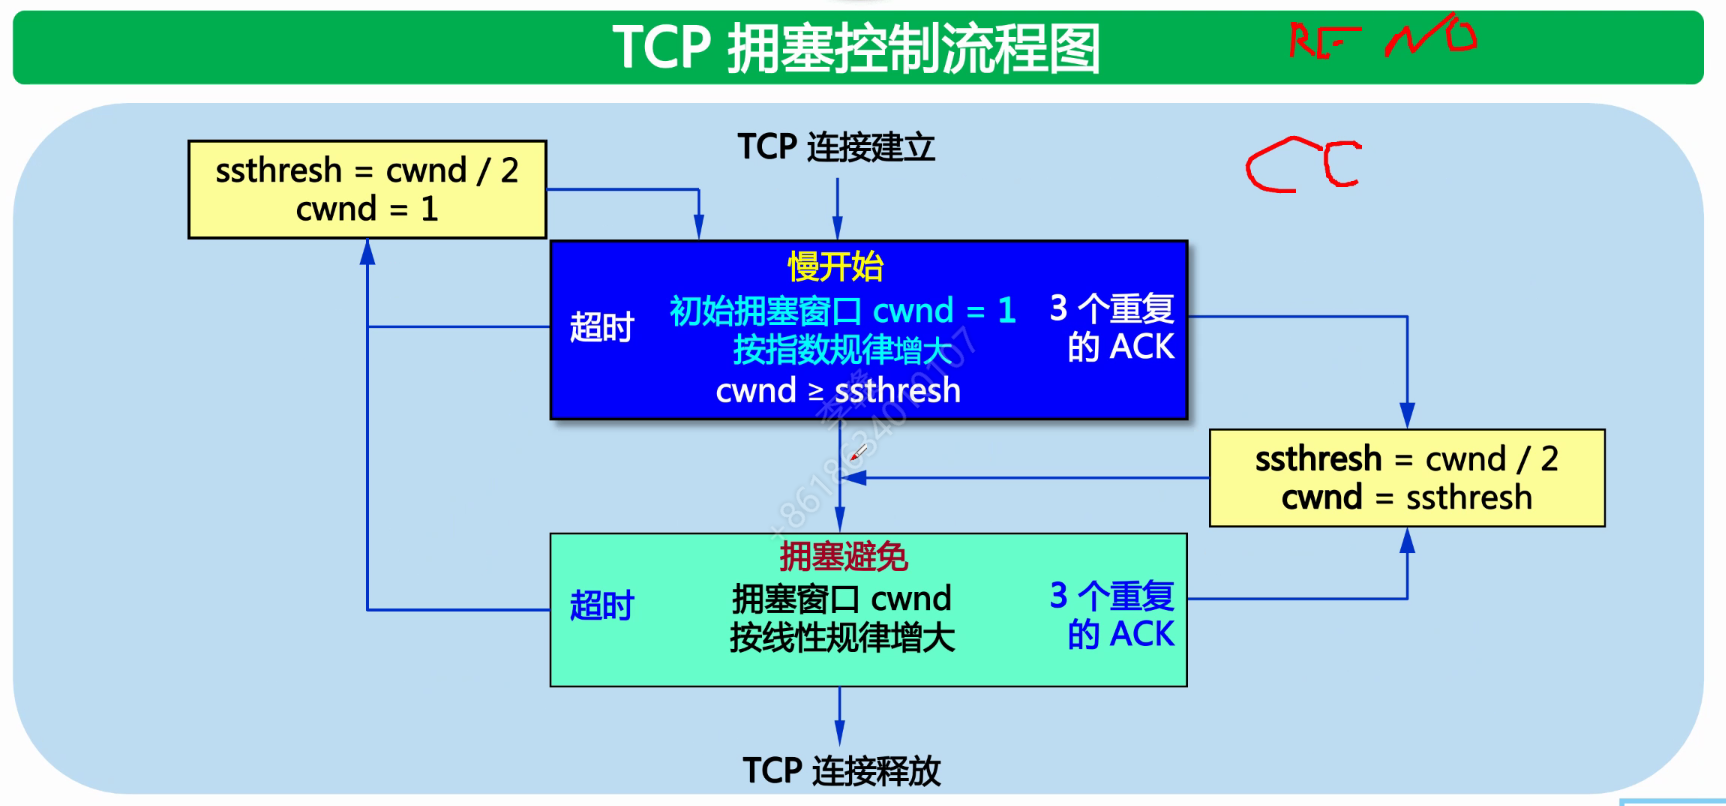 TCP 拥塞控制流程图
RENO
CC
TCP 连接建立
ssthresh = cwnd / 2
cwnd = 1
慢开始
超时
初始拥塞窗口 cwnd = 1
按指数规律增大
cwnd ≥ ssthresh
3 个重复
的 ACK
ssthresh = cwnd / 2
cwnd = ssthresh
拥塞避免
超时
拥塞窗口 cwnd
按线性规律增大
3 个重复
的 ACK
TCP 连接释放